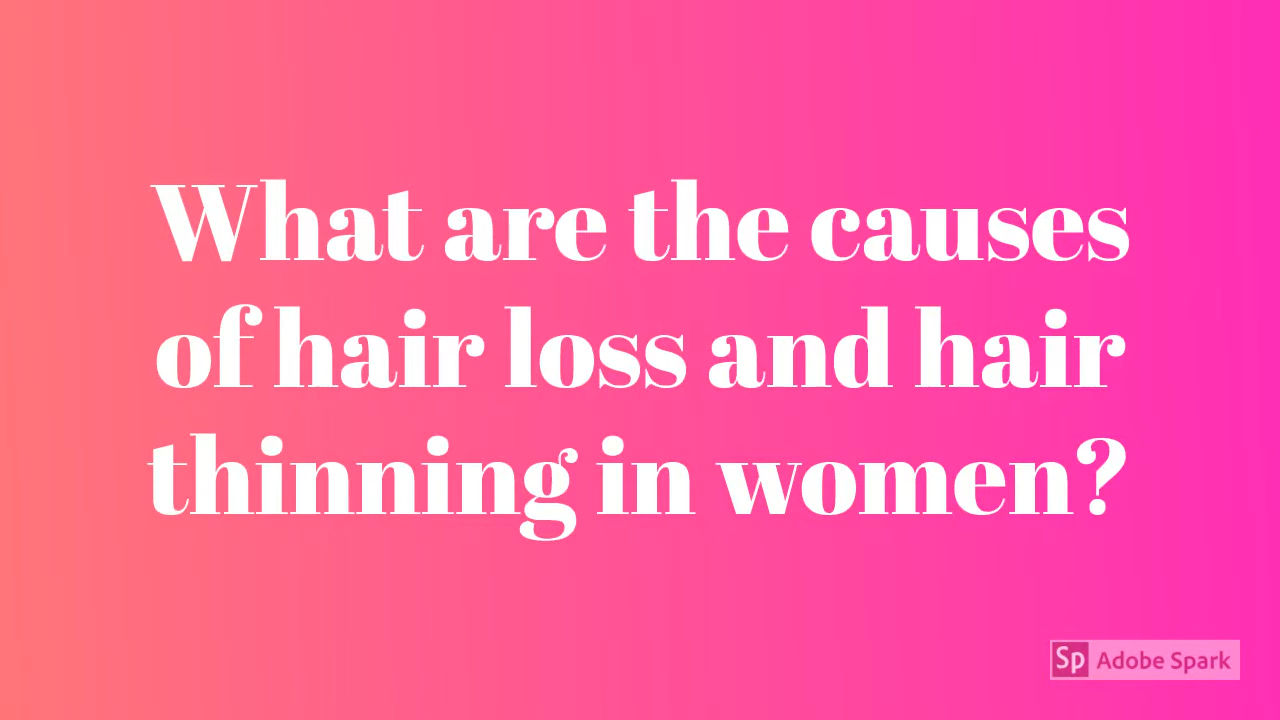 What are the causes
of hair loss and hair
thinning in women?
Sp Adobe Spark